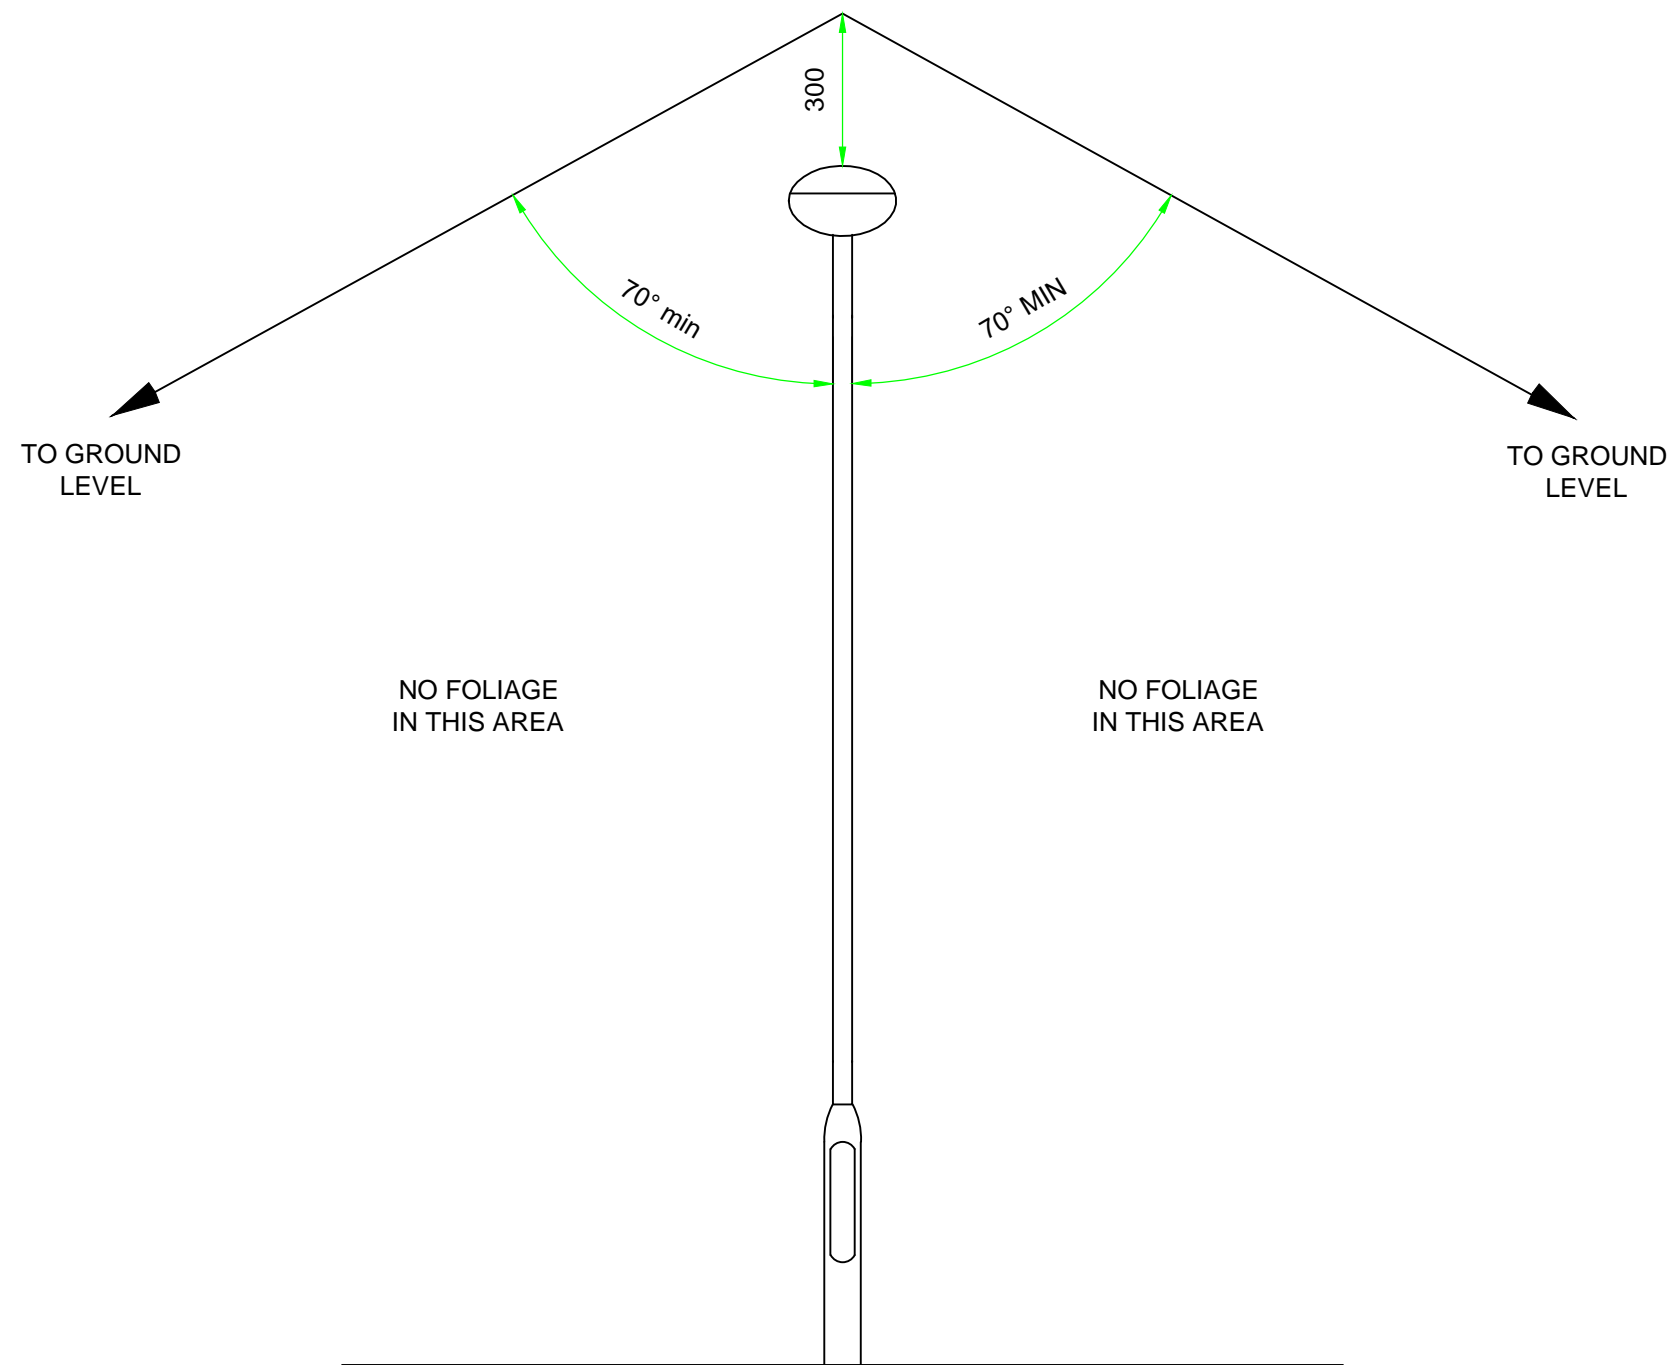 300
70° min
70° MIN
TO GROUND
LEVEL
TO GROUND
LEVEL
NO FOLIAGE
IN THIS AREA
NO FOLIAGE
IN THIS AREA